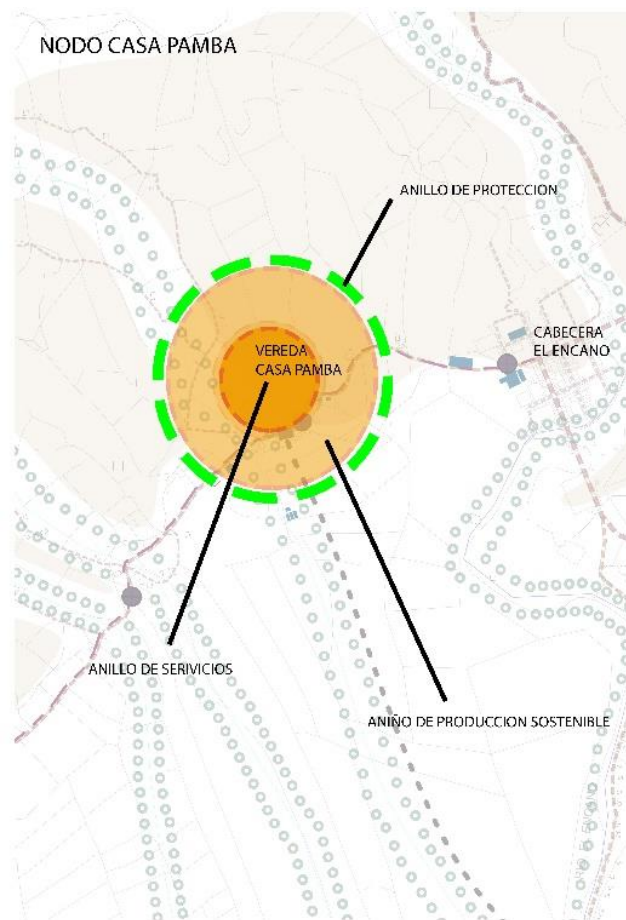 NODO CASA PAMBA
ANILLO DE PROTECCION
CABECERA
EL ENCANO
VEREDA
CASA PAMBA
ANILLO DE SERIVICIOS
ANIÑO DE PRODUCCION SOSTENIBLE